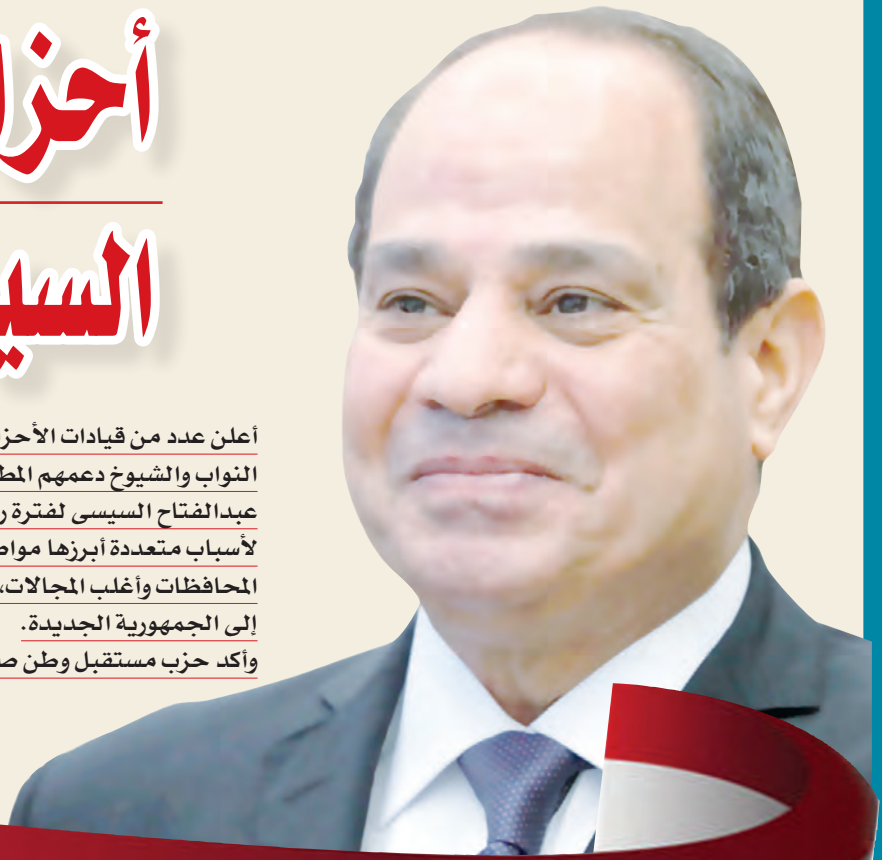 أحزا
السي
أعلن عدد من قيادات الأحز
النواب والشيوخ دعمهم المط
عبدالفتاح السيسى لفترة ر
لأسباب متعددة أبرزها مواص
المحافظات وأغلب المجالات،
إلى الجمهورية الجديدة.
وأكد حزب مستقبل وطن ص